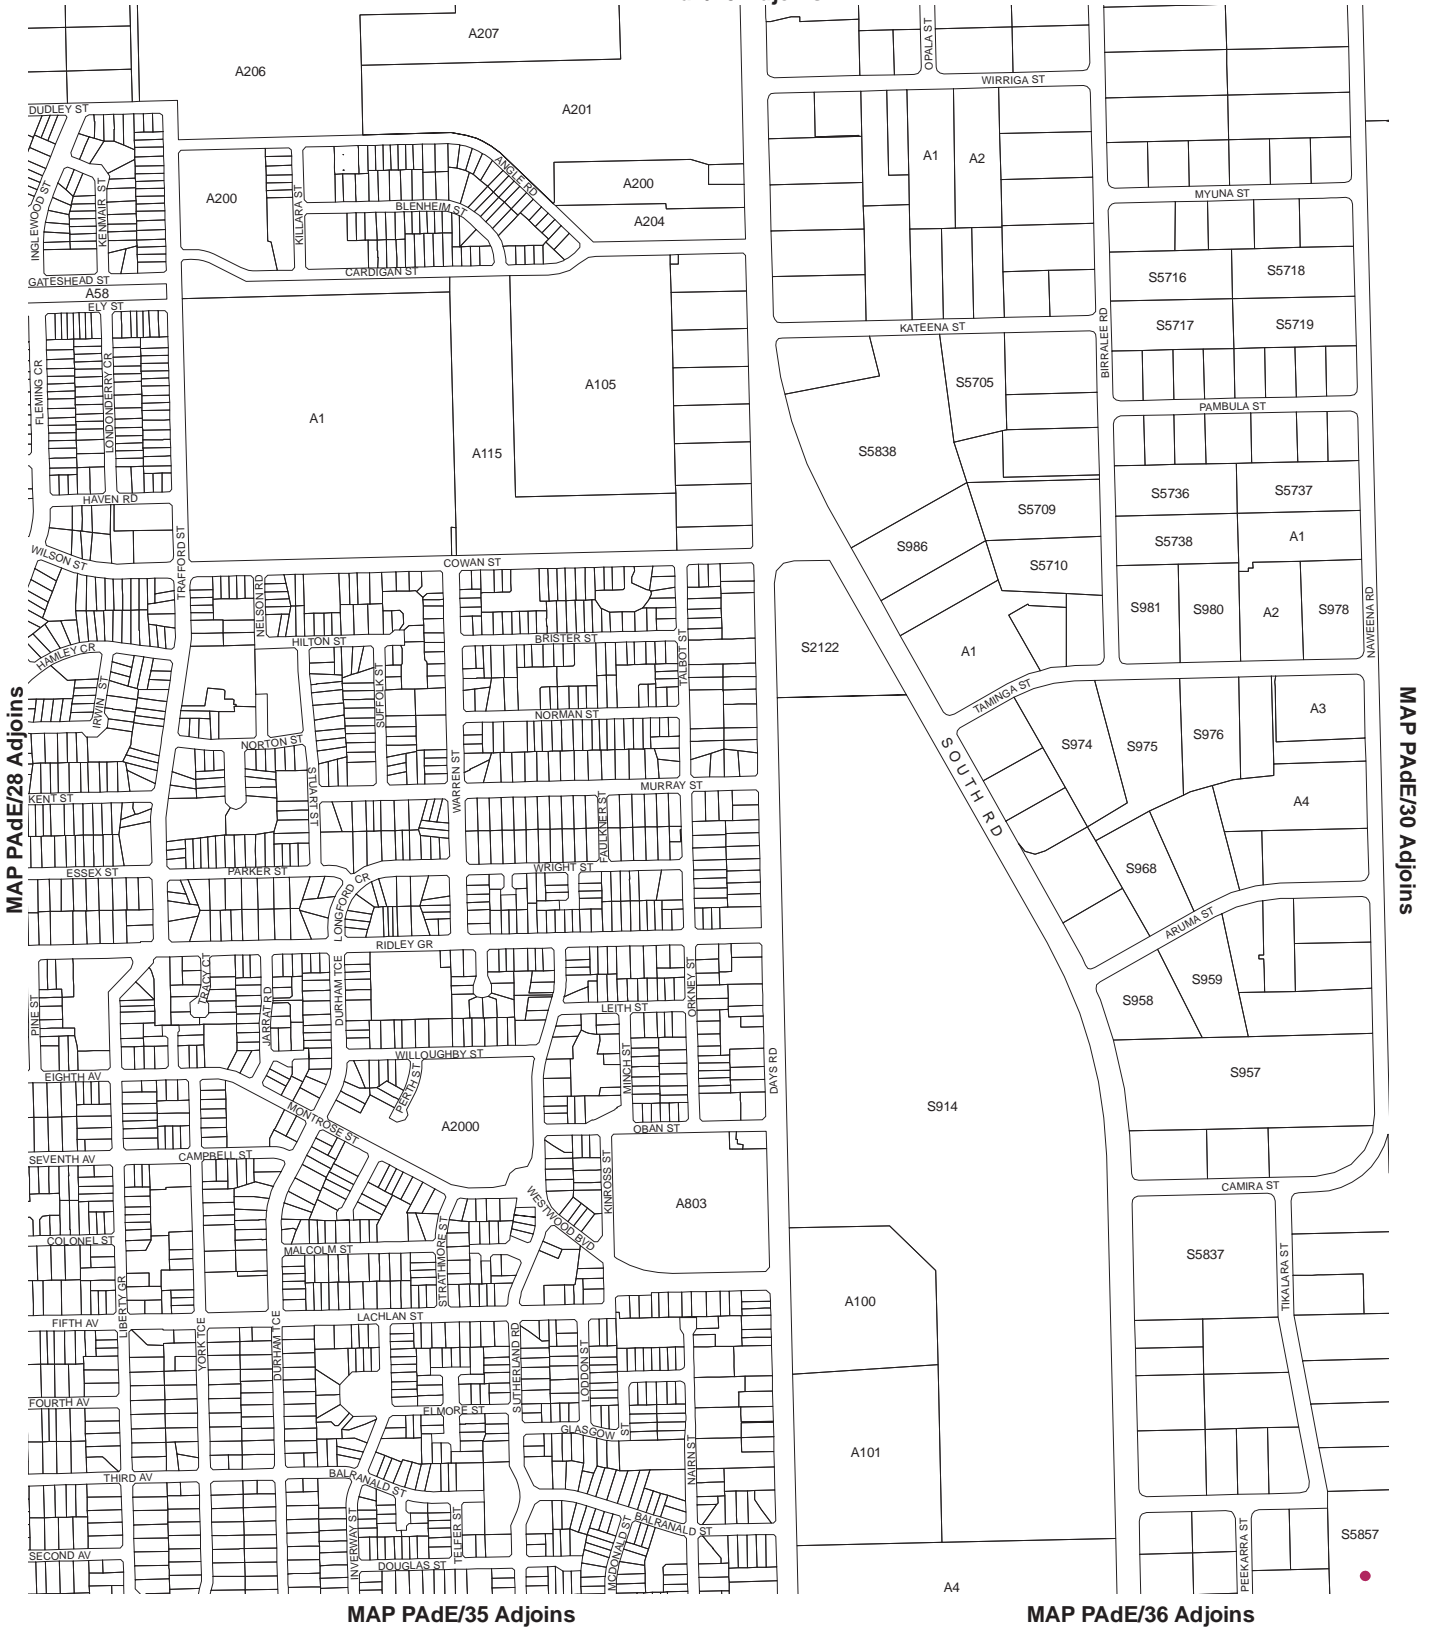 A207
OPALA ST
A206
WIRRIGA ST
DUDLEY ST
A201
A1
A2
ANGLE RD
A200
A200
MYUNA ST
INGLEWOOD ST
KENMAIR ST
KILLARA ST
BLENHEIM ST
A204
CARDIGAN ST
GATESHEAD ST
A58
ELY ST
S5716
S5718
S5717
S5719
KATEENA ST
BIRRALEE RD
FLEMING CR
LONDONDERRY CR
A105
S5705
A1
PAMBULA ST
A115
S5838
HAVEN RD
S5736
S5737
S5709
WILSON ST
TRAFFORD ST
S986
S5738
A1
COWAN ST
S5710
NELSON RD
S981
S980
A2
S978
NAWEENA RD
HILTON ST
BRISTER ST
TALBOT ST
S2122
A1
HAMLEY CR
IRWIN ST
SUFFOLK ST
TAMINGA ST
NORMAN ST
A3
NORTON ST
S974
S975
S976
SOUTH RD
MAP PAdE/28 Adjoins
MAP PAdE/30 Adjoins
KENT ST
STUART ST
WARREN ST
MURRAY ST
A4
FAULKNER ST
ESSEX ST
PARKER ST
WRIGHT ST
S968
LONGFORD CR
ARUMA ST
RIDLEY GR
TRACY CT
DURHAM TCE
ORKNEY ST
S959
S958
PINE ST
JARRAT RD
LEITH ST
WILLOUGHBY ST
DAYS RD
EIGHTH AV
PERTH ST
MINCH ST
S957
MONTROSE ST
A2000
S914
OBAN ST
SEVENTH AV
CAMPBELL ST
KINROSS ST
WESTWOOD BVD
A803
CAMIRA ST
COLONEL ST
MALCOLM ST
STRATHMORE ST
S5837
TIKALARA ST
LIBERTY GR
A100
FIFTH AV
LACHLAN ST
YORK TCE
DURHAM TCE
SUTHERLAND RD
LODDON ST
FOURTH AV
ELMORE ST
GLASGOW ST
A101
NAIRN ST
THIRD AV
BALRANALD ST
INVERWAY ST
TELFER ST
BALRANALD ST
MCDONALD ST
S5857
SECOND AV
DOUGLAS ST
PEEKARRA ST
A4
MAP PAdE/35 Adjoins
MAP PAdE/36 Adjoins